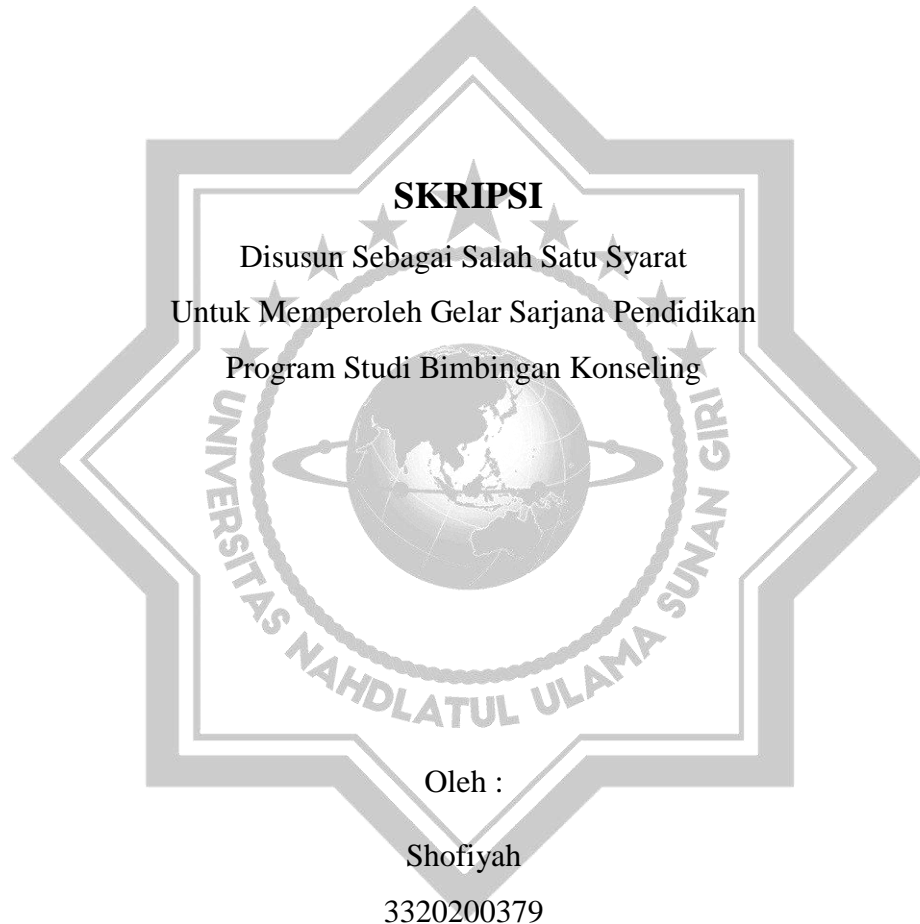 SKRIPSI
Disusun Sebagai Salah Satu Syarat
Untuk Memperoleh Gelar Sarjana Pendidikan
Program Studi Bimbingan Konseling
UNIVERSITAS NAHDLATUL ULAMA SUNAN GIRI
Oleh :
Shofiyah
3320200379